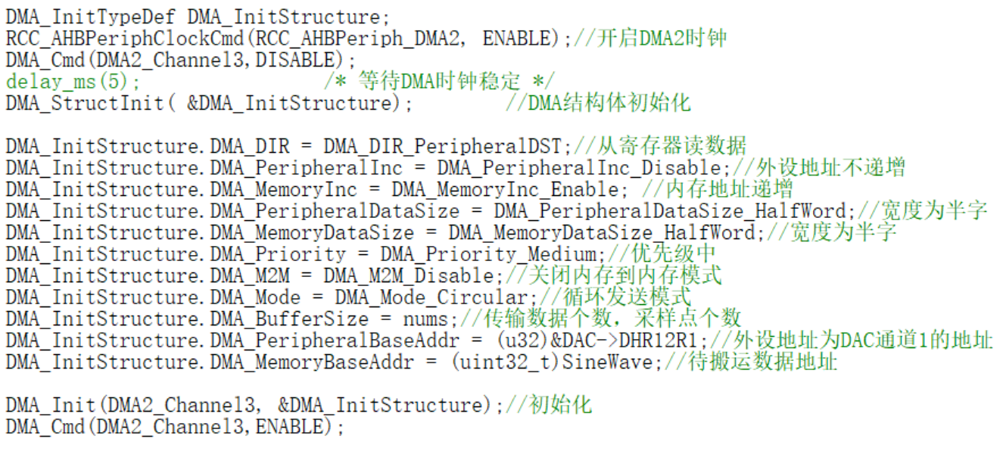 DMA_InitTypeDef DMA_InitStructure;
RCC_AHBPeriphClockCmd(RCC_AHBPeriph_DMA2, ENABLE);//开启DMA2时钟
DMA_Cmd(DMA2_Channel3,DISABLE);
delay_ms(5); /* 等待DMA时钟稳定 */
DMA_StructInit( &DMA_InitStructure); //DMA结构体初始化
DMA_InitStructure.DMA_DIR = DMA_DIR_PeripheralDST;//从寄存器读数据
DMA_InitStructure.DMA_PeripheralInc = DMA_PeripheralInc_Disable;//外设地址不递增
DMA_InitStructure.DMA_MemoryInc = DMA_MemoryInc_Enable; //内存地址递增
DMA_InitStructure.DMA_PeripheralDataSize = DMA_PeripheralDataSize_HalfWord;//宽度为半字
DMA_InitStructure.DMA_MemoryDataSize = DMA_MemoryDataSize_HalfWord;//宽度为半字
DMA_InitStructure.DMA_Priority = DMA_Priority_Medium;//优先级中
DMA_InitStructure.DMA_M2M = DMA_M2M_Disable;//关闭内存到内存模式
DMA_InitStructure.DMA_Mode = DMA_Mode_Circular;//循环发送模式
DMA_InitStructure.DMA_BufferSize = nums;//传输数据个数，采样点个数
DMA_InitStructure.DMA_PeripheralBaseAddr = (u32)&DAC->DHR12R1;//外设地址为DAC通道1的地址
DMA_InitStructure.DMA_MemoryBaseAddr = (uint32_t)SineWave;//待搬运数据地址
DMA_Init(DMA2_Channel3, &DMA_InitStructure);//初始化
DMA_Cmd(DMA2_Channel3,ENABLE);